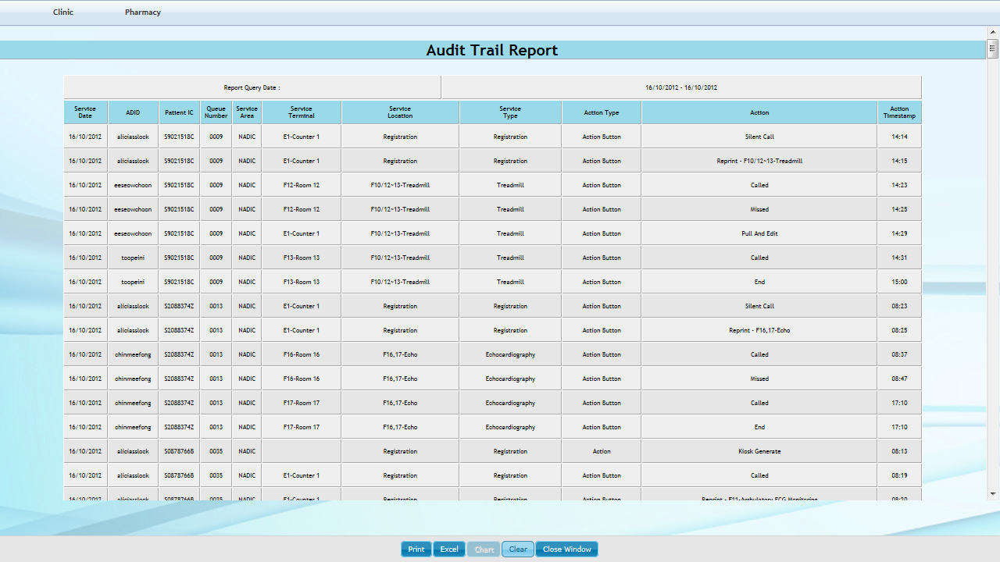 Clinic Pharmacy
Audit Trail Report
Report Query Date : 16/10/2012 - 16/10/2012
Service Date ADID Patient IC Queue Number Service Area Service Terminal Service Location Service Type Action Type Action Action Timestamp
16/10/2012 aliciasslook S9021518C 0009 NADIC E1-Counter 1 Registration Registration Action Button Silent Call 14:14
16/10/2012 aliciasslook S9021518C 0009 NADIC E1-Counter 1 Registration Registration Action Button Reprint - F10/12~13-Treadmill 14:15
16/10/2012 eeseowchoon S9021518C 0009 NADIC F12-Room 12 F10/12~13-Treadmill Treadmill Action Button Called 14:23
16/10/2012 eeseowchoon S9021518C 0009 NADIC F12-Room 12 F10/12~13-Treadmill Treadmill Action Button Missed 14:25
16/10/2012 eeseowchoon S9021518C 0009 NADIC E1-Counter 1 F10/12~13-Treadmill Treadmill Action Button Pull And Edit 14:29
16/10/2012 toopeini S9021518C 0009 NADIC F13-Room 13 F10/12~13-Treadmill Treadmill Action Button Called 14:31
16/10/2012 toopeini S9021518C 0009 NADIC F13-Room 13 F10/12~13-Treadmill Treadmill Action Button End 15:00
16/10/2012 aliciasslook S2088374Z 0013 NADIC E1-Counter 1 Registration Registration Action Button Silent Call 08:23
16/10/2012 aliciasslook S2088374Z 0013 NADIC E1-Counter 1 Registration Registration Action Button Reprint - F16,17-Echo 08:25
16/10/2012 chinmeefong S2088374Z 0013 NADIC F16-Room 16 F16,17-Echo Echocardiography Action Button Called 08:37
16/10/2012 chinmeefong S2088374Z 0013 NADIC F16-Room 16 F16,17-Echo Echocardiography Action Button Missed 08:47
16/10/2012 chinmeefong S2088374Z 0013 NADIC F17-Room 17 F16,17-Echo Echocardiography Action Button Called 17:10
16/10/2012 chinmeefong S2088374Z 0013 NADIC F17-Room 17 F16,17-Echo Echocardiography Action Button End 17:10
16/10/2012 aliciasslook S0878766B 0035 NADIC Registration Registration Action Kiosk Generate 08:13
16/10/2012 aliciasslook S0878766B 0035 NADIC E1-Counter 1 Registration Registration Action Button Called 08:19
16/10/2012 aliciasslook S0878766B 0035 NADIC E1-Counter 1 Registration Registration Action Button Reprint - F11-Ambulatory ECG Monitoring 08:20
Print Excel Chart Clear Close Window